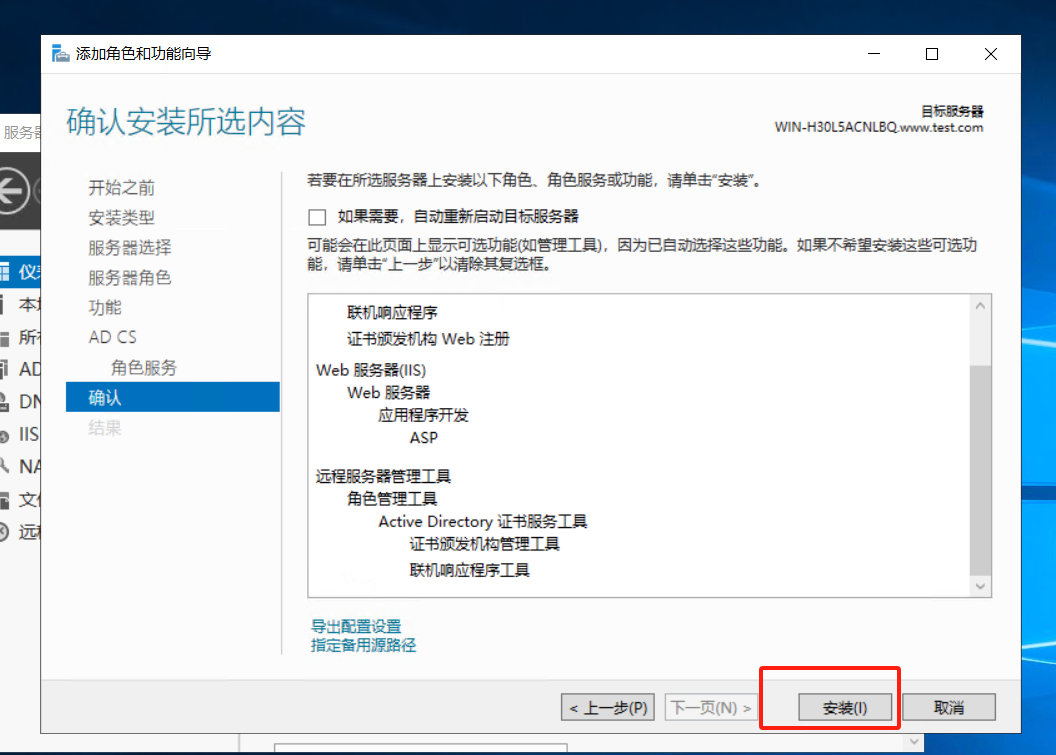 添加角色和功能向导
确认安装所选内容
目标服务器
WIN-H30L5ACNLBQ.www.test.com
服务器
开始之前
安装类型
服务器选择
服务器角色
功能
AD CS
角色服务
确认
结果
若要在所选服务器上安装以下角色、角色服务或功能，请单击“安装”。
如果需要，自动重新启动目标服务器
可能会在此页面上显示可选功能(如管理工具)，因为已自动选择这些功能。如果不希望安装这些可选功
能，请单击“上一步”以清除其复选框。
联机响应程序
证书颁发机构 Web 注册
Web 服务器(IIS)
Web 服务器
应用程序开发
ASP
远程服务器管理工具
角色管理工具
Active Directory 证书服务工具
证书颁发机构管理工具
联机响应程序工具
导出配置设置
指定备用源路径
< 上一步(P)
下一页(N) >
安装(I)
取消
仪
本
所
AD
DN
IIS
NA
文
远